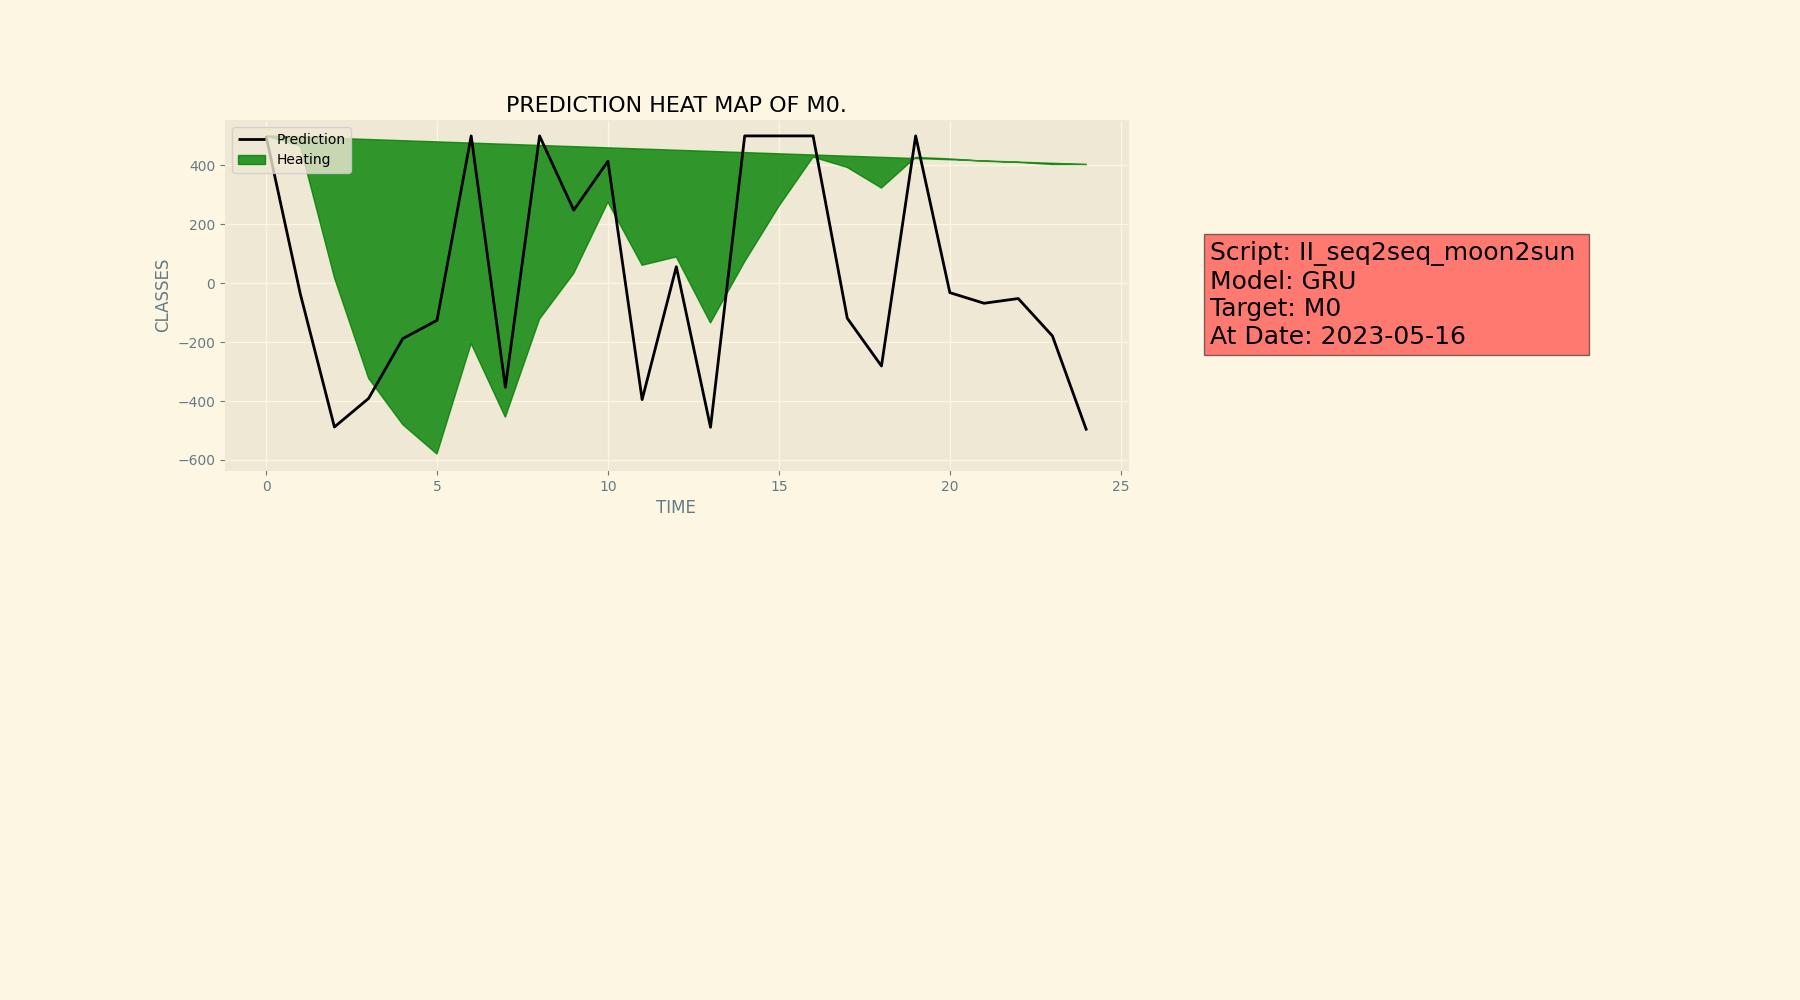 PREDICTION HEAT MAP OF M0.
Prediction
Heating
400
200
0
−200
−400
−600
CLASSES
0 5 10 15 20 25
TIME
Script: II_seq2seq_moon2sun
Model: GRU
Target: M0
At Date: 2023-05-16